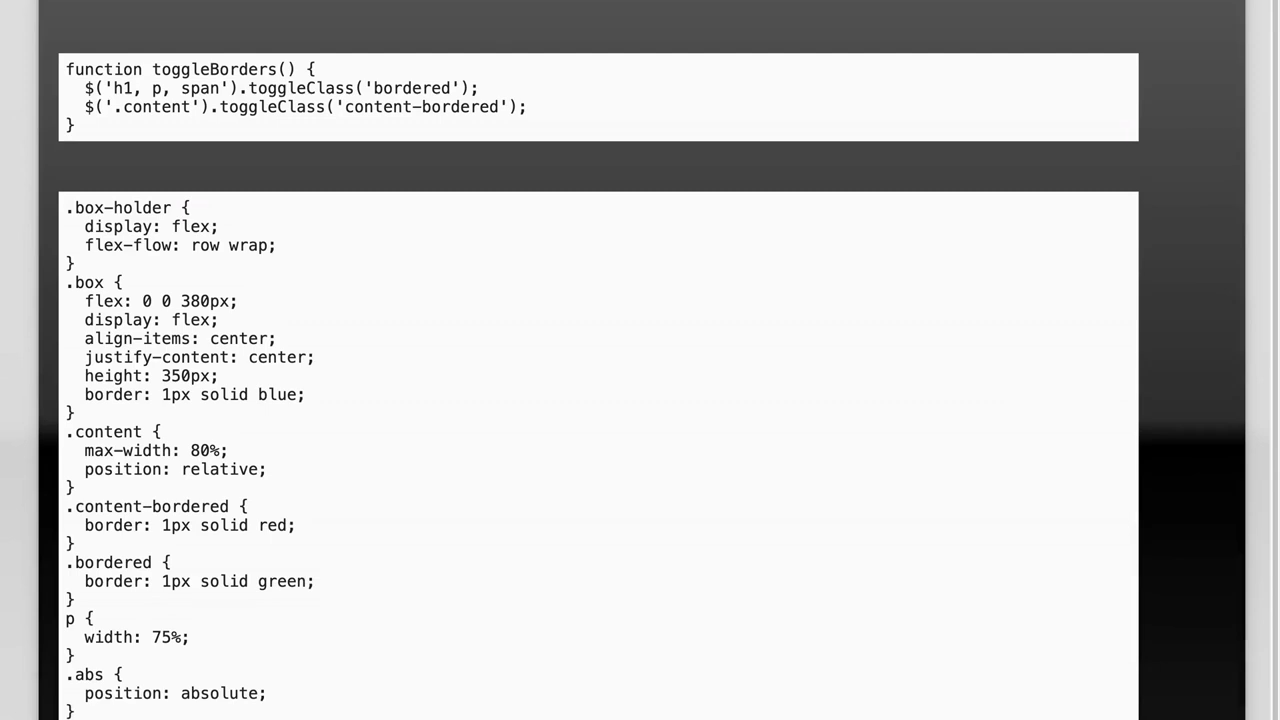 function toggleBorders() {
  $('h1, p, span').toggleClass('bordered');
  $('.content').toggleClass('content-bordered');
}
.box-holder {
  display: flex;
  flex-flow: row wrap;
}
.box {
  flex: 0 0 380px;
  display: flex;
  align-items: center;
  justify-content: center;
  height: 350px;
  border: 1px solid blue;
}
.content {
  max-width: 80%;
  position: relative;
}
.content-bordered {
  border: 1px solid red;
}
.bordered {
  border: 1px solid green;
}
p {
  width: 75%;
}
.abs {
  position: absolute;
}